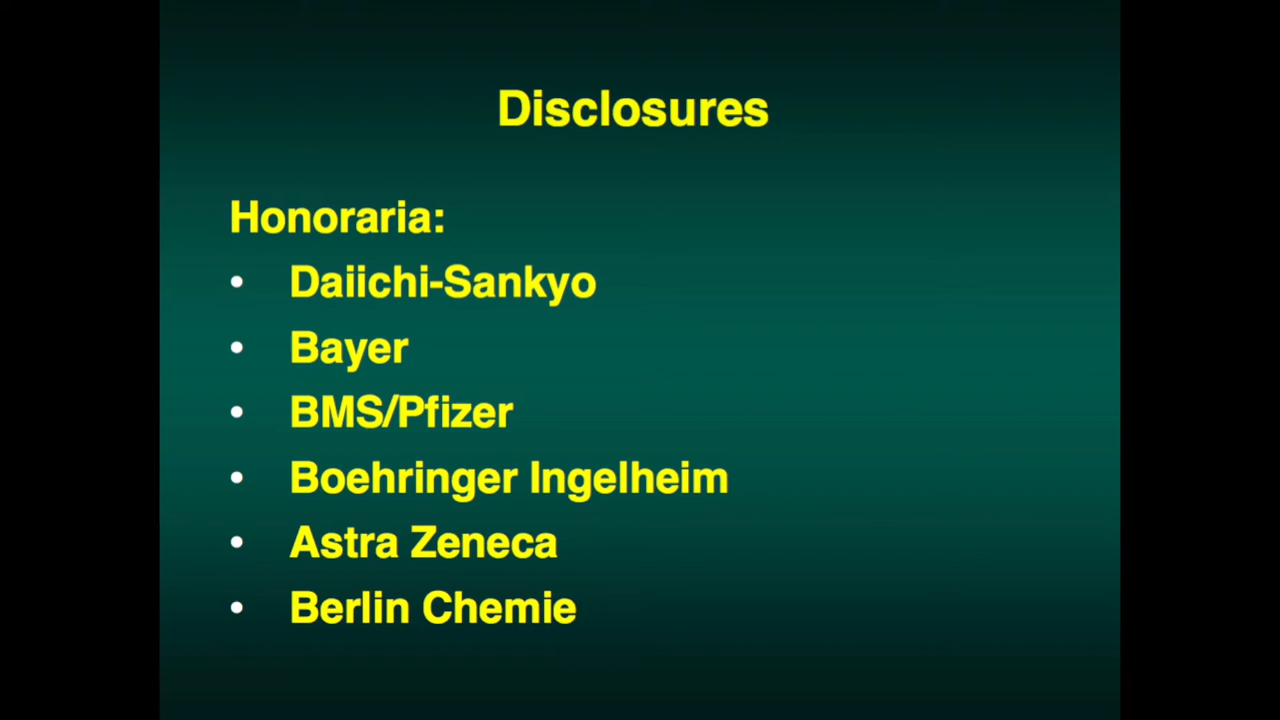 Disclosures
Honoraria:
• Daiichi-Sankyo
• Bayer
• BMS/Pfizer
• Boehringer Ingelheim
• Astra Zeneca
• Berlin Chemie